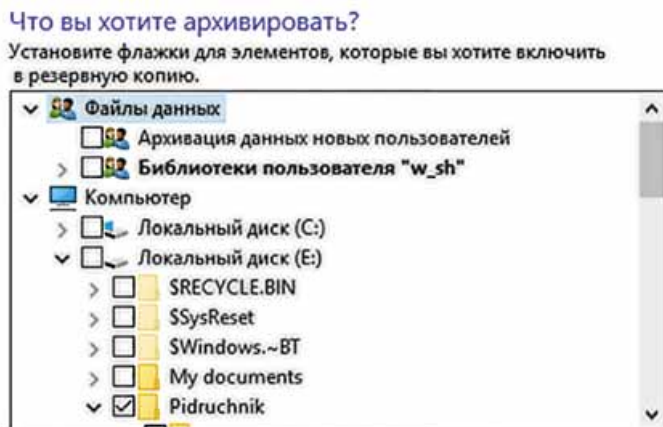 Что вы хотите архивировать?
Установите флажки для элементов, которые вы хотите включить
в резервную копию.
Файлы данных
Архивация данных новых пользователей
Библиотеки пользователя "w_sh"
Компьютер
Локальный диск (C:)
Локальный диск (E:)
$RECYCLE.BIN
$SysReset
$Windows.~BT
My documents
Pidruchnik